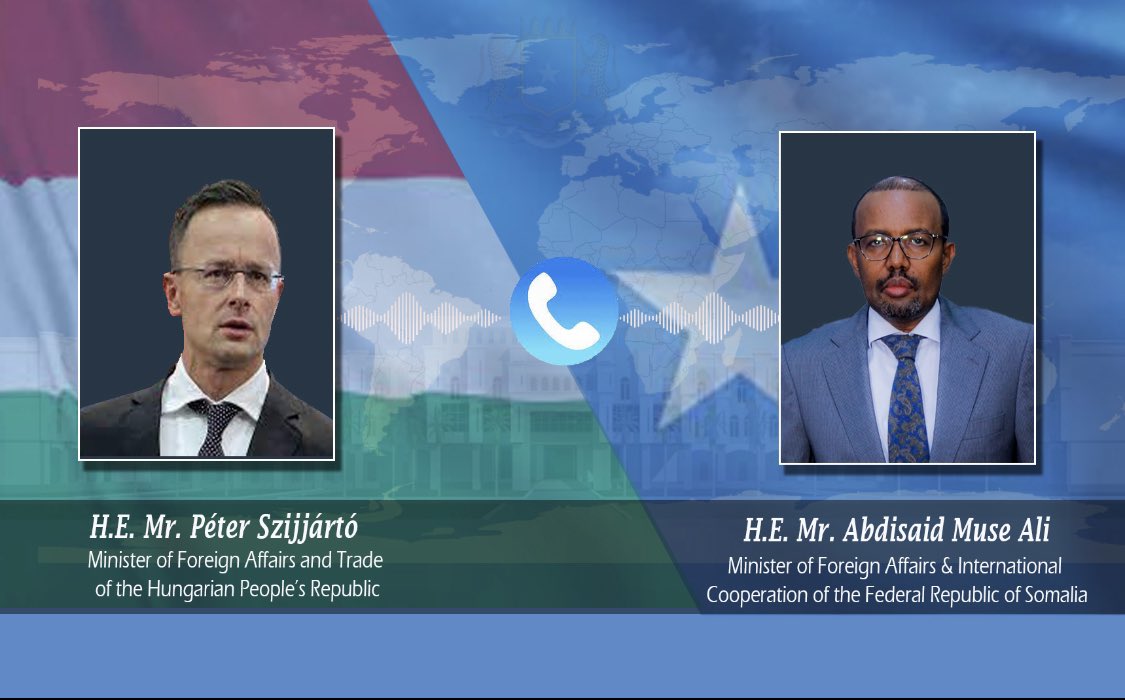 H.E. Mr. Péter Szijjártó
Minister of Foreign Affairs and Trade
of the Hungarian People's Republic
H.E. Mr. Abdisaid Muse Ali
Minister of Foreign Affairs & International
Cooperation of the Federal Republic of Somalia